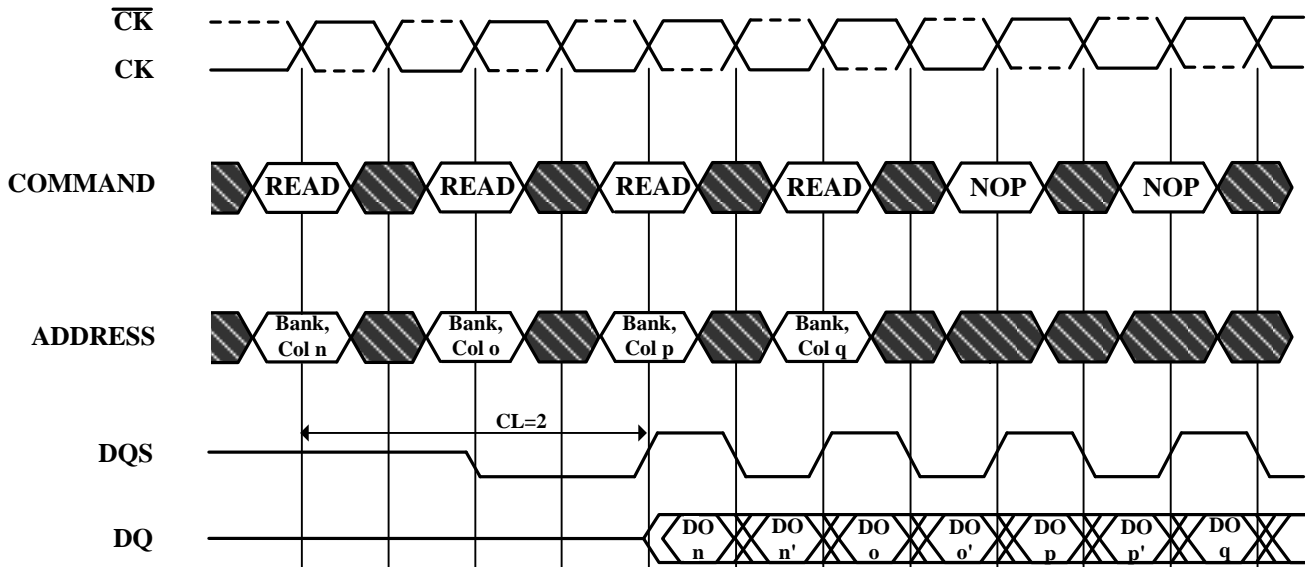 CK
CK
COMMAND
READ
READ
READ
READ
NOP
NOP
ADDRESS
Bank,
Col n
Bank,
Col o
Bank,
Col p
Bank,
Col q
CL=2
DQS
DQ
DO
n
DO
n'
DO
o
DO
o'
DO
p
DO
p'
DO
q